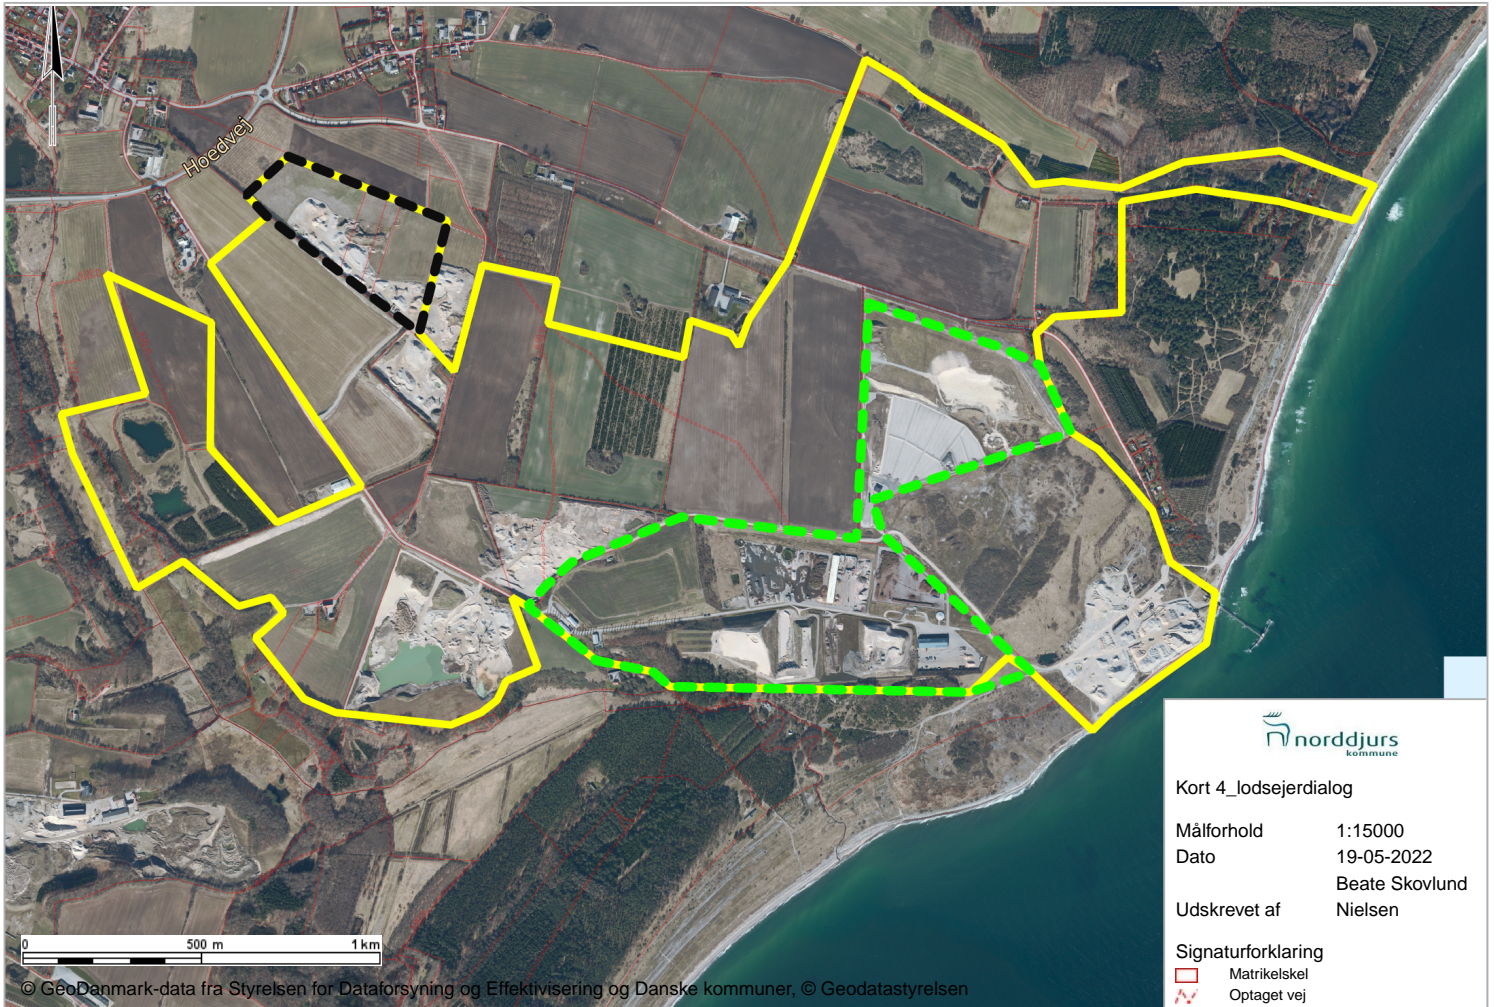 Hoedvej
norddjurs
kommune
Kort 4_lodsejerdialog
Målforhold 1:15000
Dato 19-05-2022
Beate Skovlund
Udskrevet af Nielsen
Signaturforklaring
Matrikelskel
Optaget vej
0 500 m 1 km
© GeoDanmark-data fra Styrelsen for Dataforsyning og Effektivisering og Danske kommuner, © Geodatastyrelsen